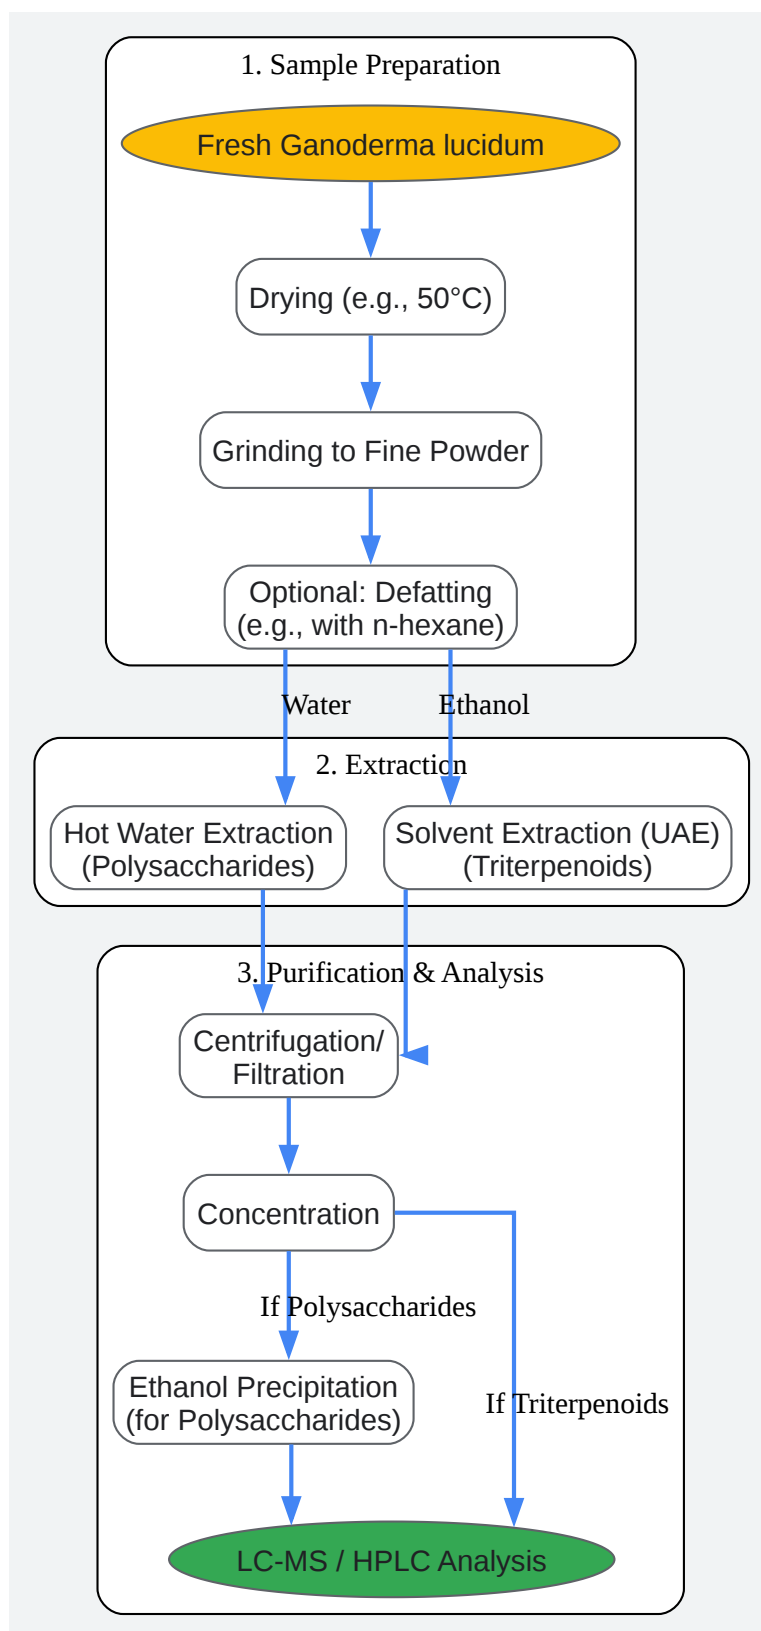 1. Sample Preparation
Fresh Ganoderma lucidum
Drying (e.g., 50°C)
Grinding to Fine Powder
Optional: Defatting
(e.g., with n-hexane)
Water
Ethanol
2. Extraction
Hot Water Extraction
(Polysaccharides)
Solvent Extraction (UAE)
(Triterpenoids)
3. Purification & Analysis
Centrifugation/
Filtration
Concentration
If Polysaccharides
Ethanol Precipitation
(for Polysaccharides)
If Triterpenoids
LC-MS / HPLC Analysis